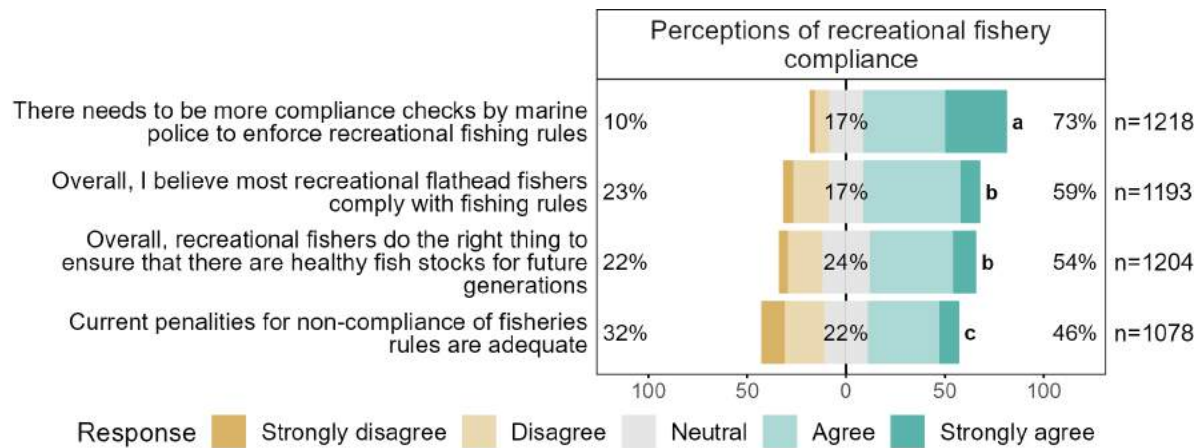 Perceptions of recreational fishery
compliance
There needs to be more compliance checks by marine
police to enforce recreational fishing rules
10% 17% a 73% n=1218
Overall, I believe most recreational flathead fishers
comply with fishing rules
23% 17% b 59% n=1193
Overall, recreational fishers do the right thing to
ensure that there are healthy fish stocks for future
generations
22% 24% b 54% n=1204
Current penalities for non-compliance of fisheries
rules are adequate
32% 22% c 46% n=1078
100 50 0 50 100
Response Strongly disagree Disagree Neutral Agree Strongly agree